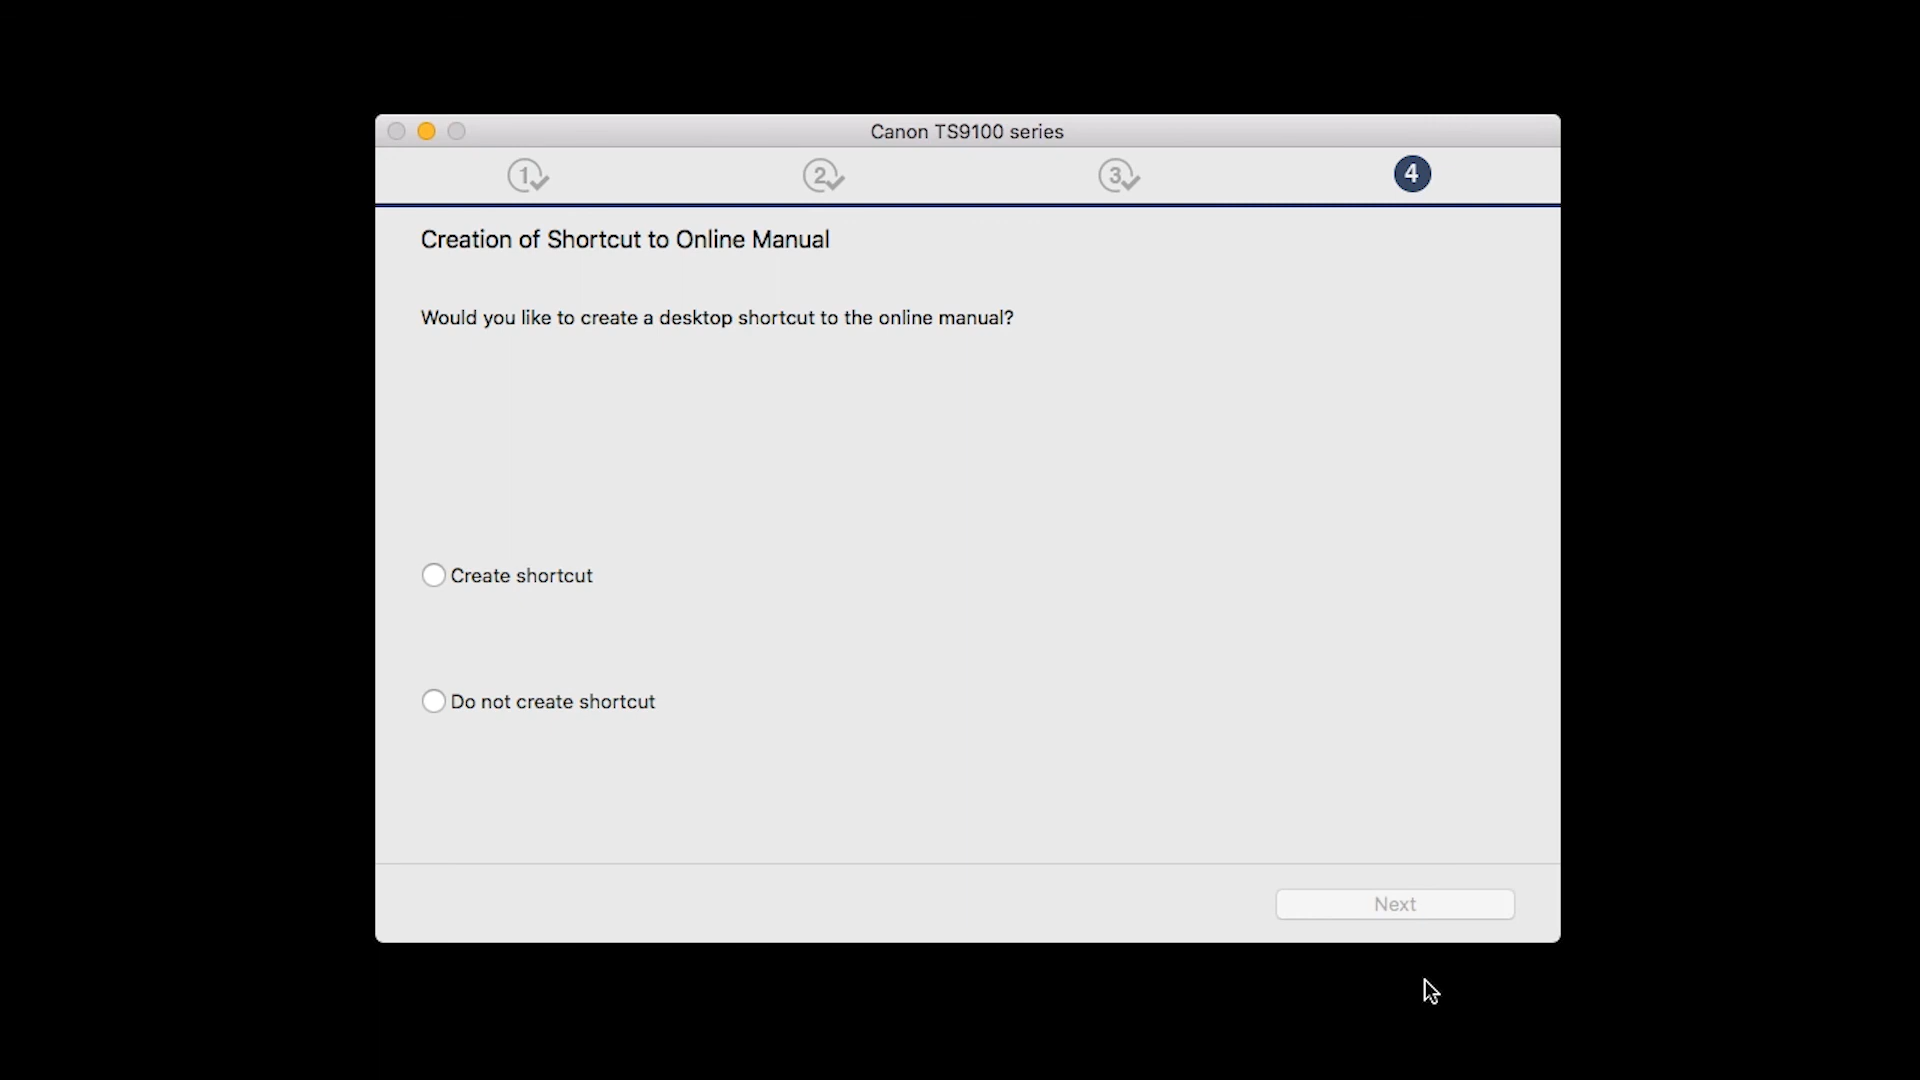 Canon TS9100 series
1 2 3 4
Creation of Shortcut to Online Manual
Would you like to create a desktop shortcut to the online manual?
Create shortcut
Do not create shortcut
Next